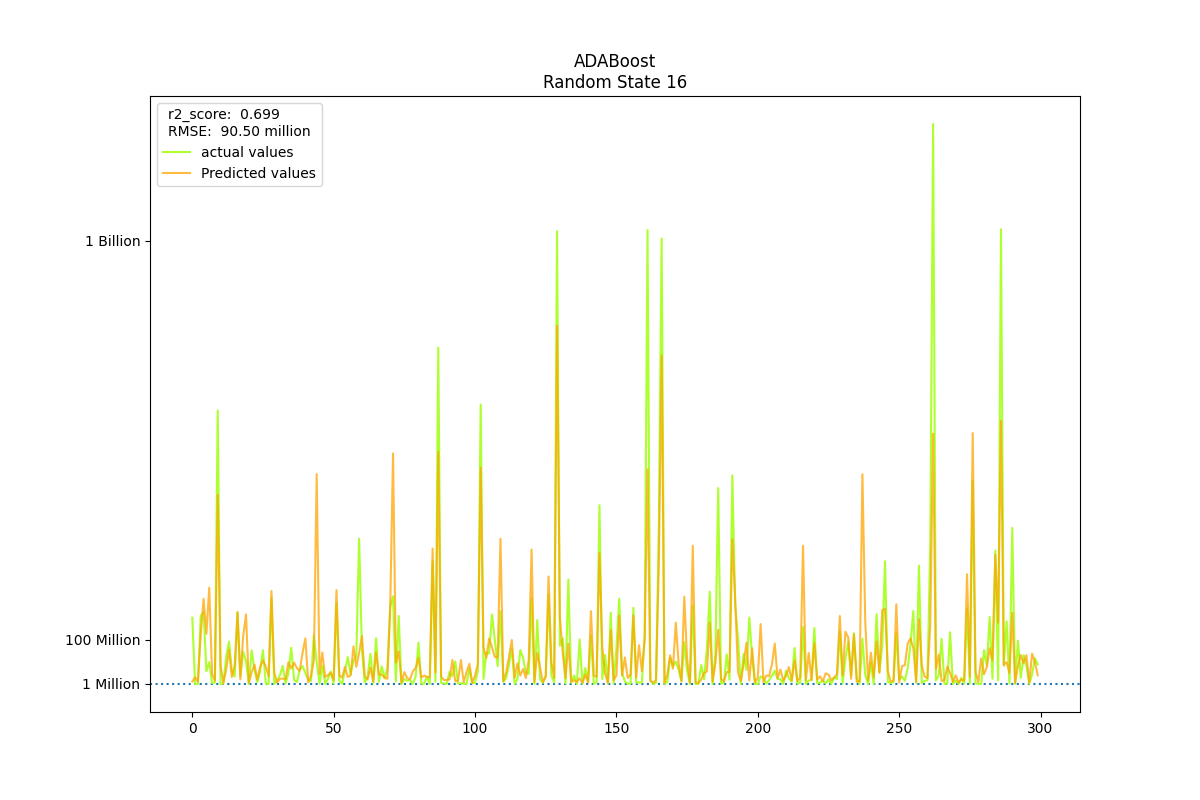 ADABoost
Random State 16
r2_score:  0.699
RMSE:  90.50 million
actual values
Predicted values
1 Billion
100 Million
1 Million
0
50
100
150
200
250
300